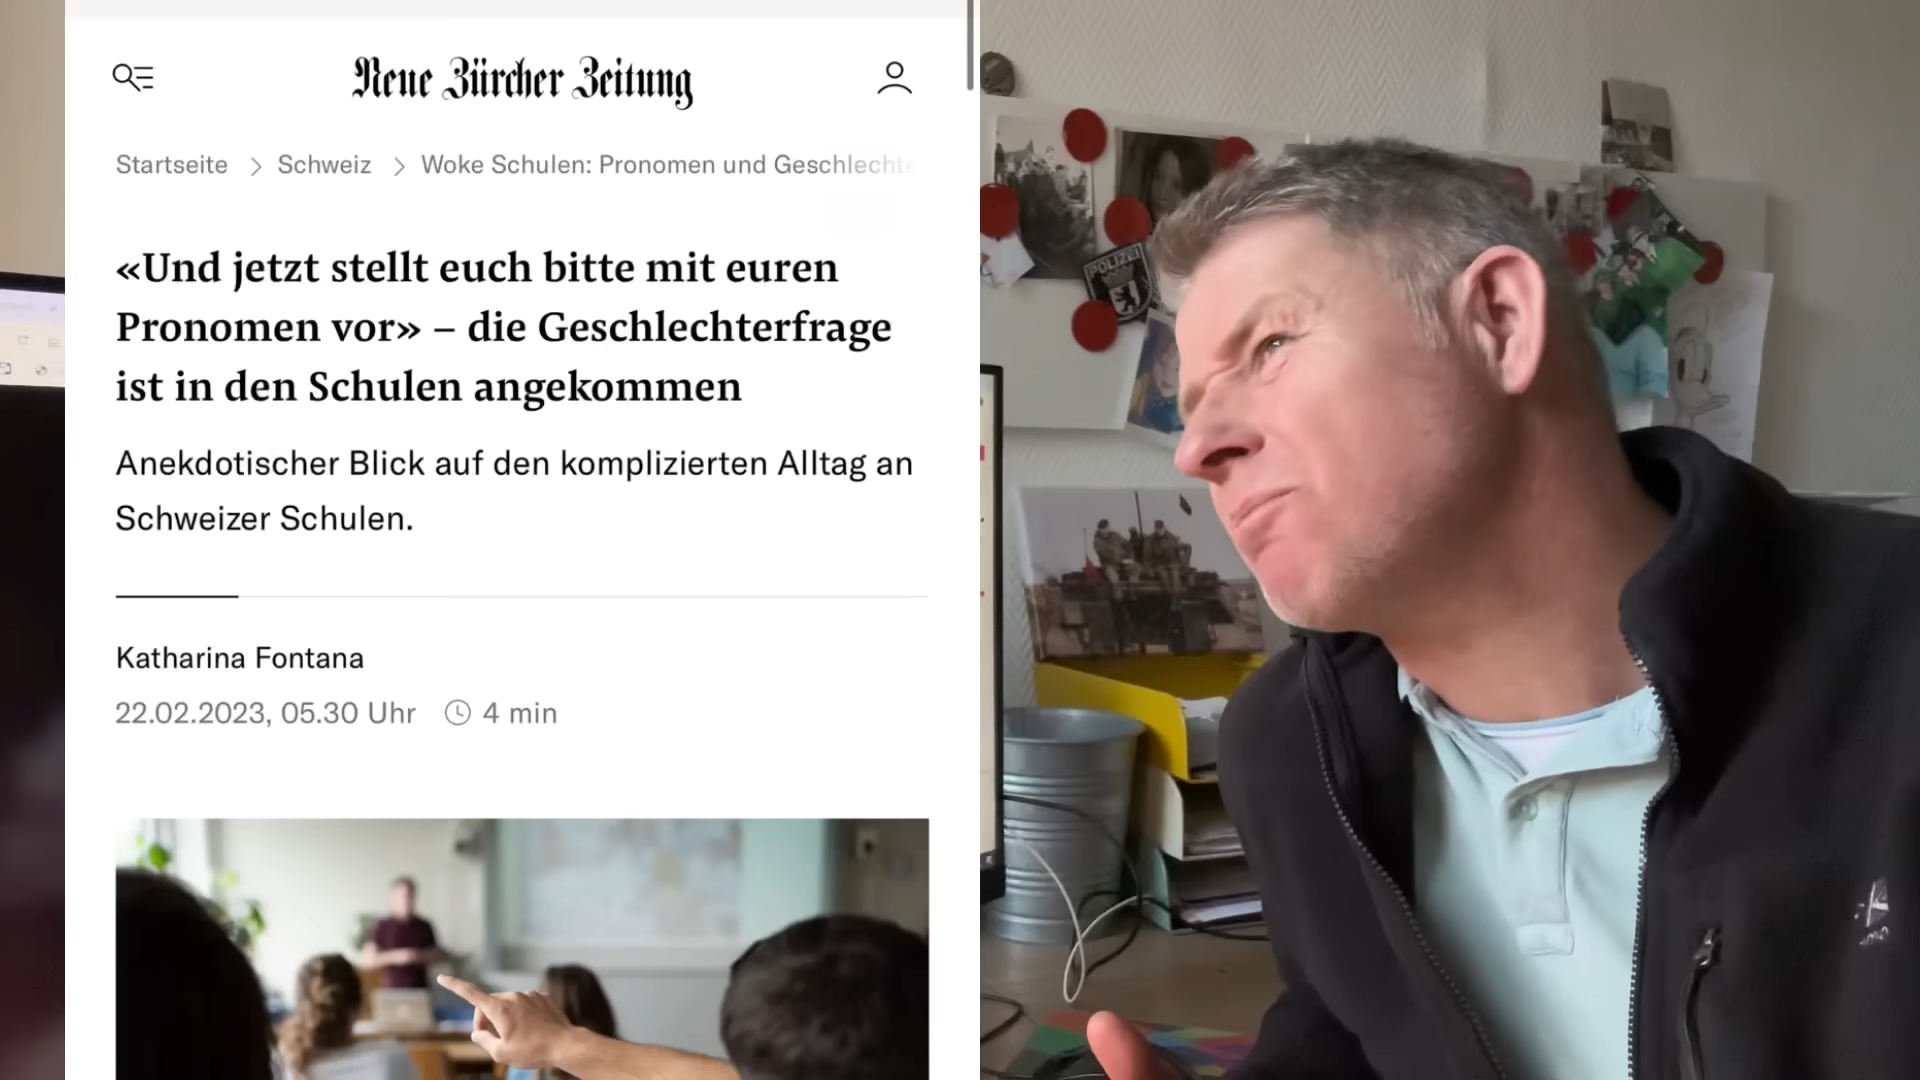 Neue Zürcher Zeitung
Startseite > Schweiz > Woke Schulen: Pronomen und Geschlechte
«Und jetzt stellt euch bitte mit euren
Pronomen vor» – die Geschlechterfrage
ist in den Schulen angekommen
Anekdotischer Blick auf den komplizierten Alltag an
Schweizer Schulen.
Katharina Fontana
22.02.2023, 05.30 Uhr 4 min
POLIZEI